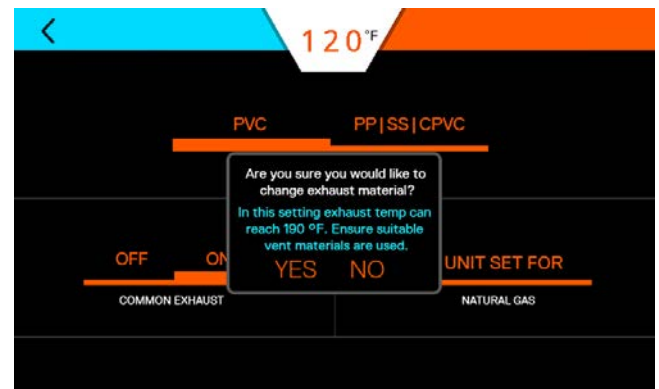 120°F
PVC PP|SS|CPVC
Are you sure you would like to
change exhaust material?
In this setting exhaust temp can
reach 190 ºF. Ensure suitable
vent materials are used.
YES NO
OFF ON UNIT SET FOR
COMMON EXHAUST NATURAL GAS